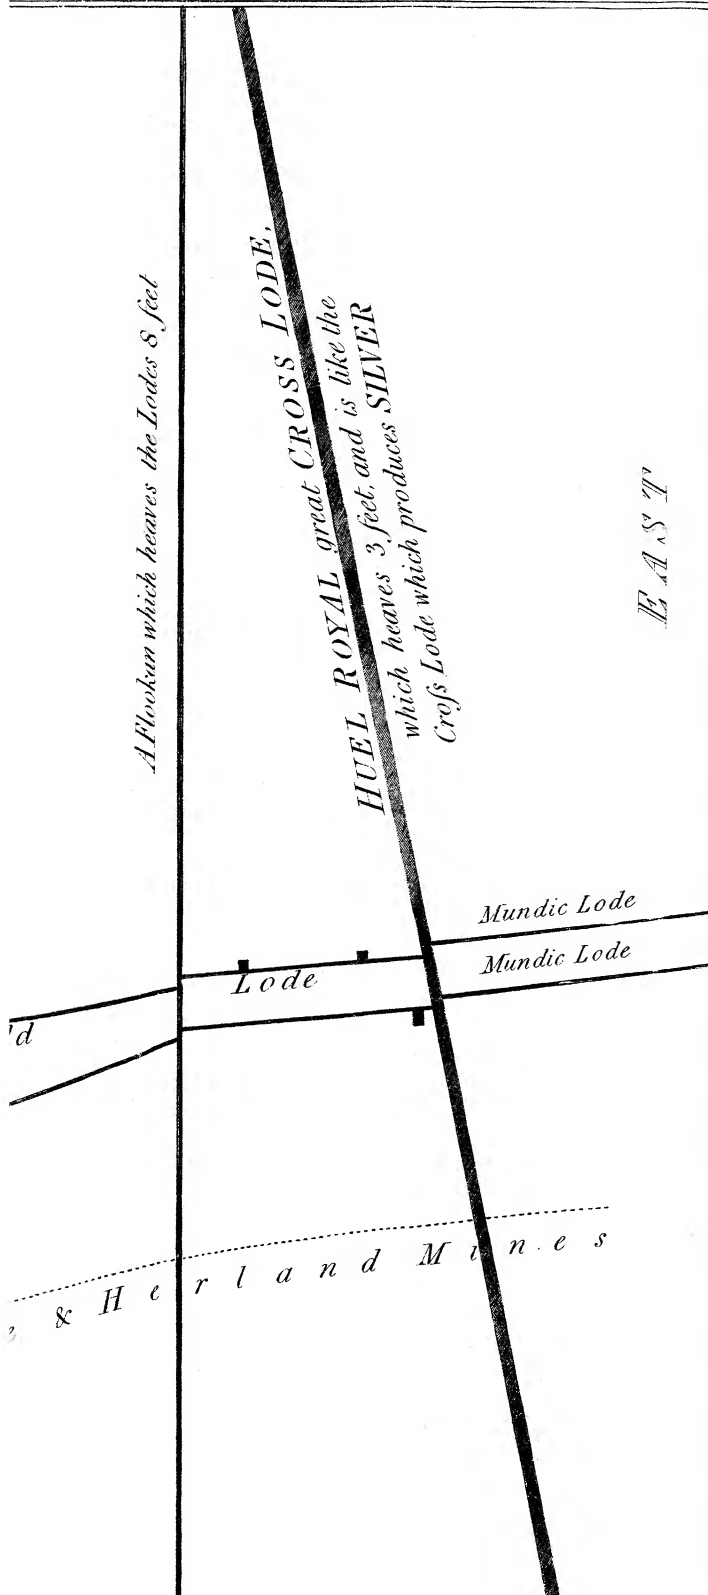 A Flookan which heaves the Lodes 8 feet
HUEL ROYAL great CROSS LODE,
which heaves 3 feet, and is like the
Croſs Lode which produces SILVER
EAST
Mundic Lode
Mundic Lode
Lode
'd
& Herland Mines